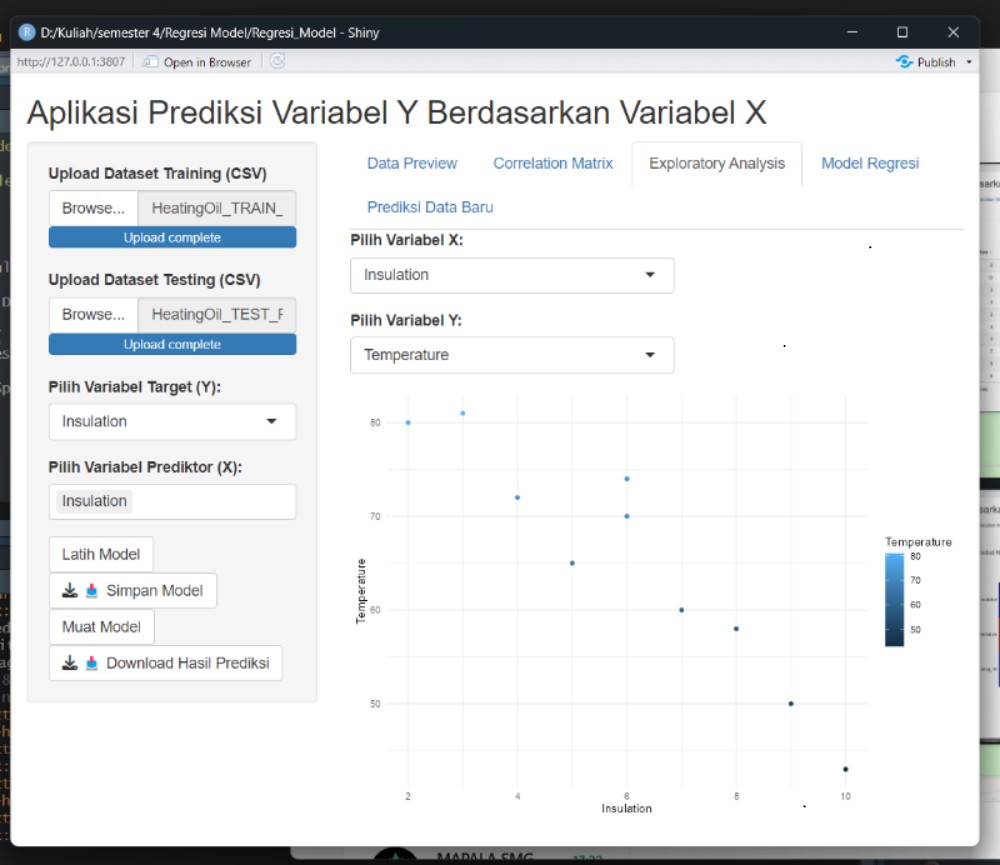 D:/Kuliah/semester 4/Regresi Model/Regresi_Model - Shiny
http://127.0.0.1:3807 Open in Browser Publish
Aplikasi Prediksi Variabel Y Berdasarkan Variabel X
Upload Dataset Training (CSV)
Browse... HeatingOil_TRAIN_
Upload complete
Upload Dataset Testing (CSV)
Browse... HeatingOil_TEST_F
Upload complete
Pilih Variabel Target (Y):
Insulation
Pilih Variabel Prediktor (X):
Insulation
Latih Model
Simpan Model
Muat Model
Download Hasil Prediksi
Data Preview Correlation Matrix Exploratory Analysis Model Regresi
Prediksi Data Baru
Pilih Variabel X:
Insulation
Pilih Variabel Y:
Temperature
80
70
60
50
Temperature
2 4 6 8 10
Insulation
Temperature
80
70
60
50
MAPALA SMG 17.22